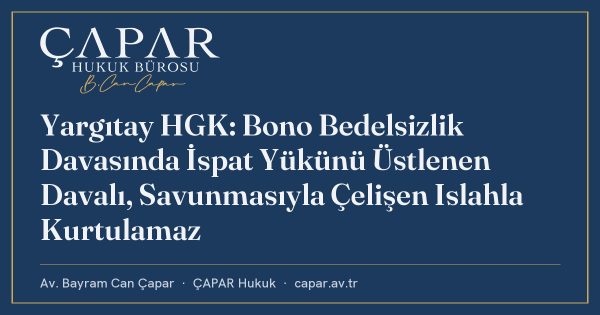 ÇAPAR
HUKUK BÜROSU
B.Can Çapar
Yargıtay HGK: Bono Bedelsizlik
Davasında İspat Yükünü Üstlenen
Davalı, Savunmasıyla Çelişen Islahla
Kurtulamaz
Av. Bayram Can Çapar · ÇAPAR Hukuk · capar.av.tr